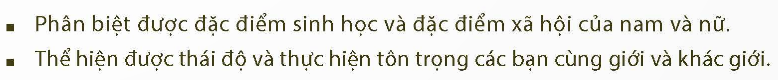 ▪ Phân biệt được đặc điểm sinh học và đặc điểm xã hội của nam và nữ.
▪ Thể hiện được thái độ và thực hiện tôn trọng các bạn cùng giới và khác giới.